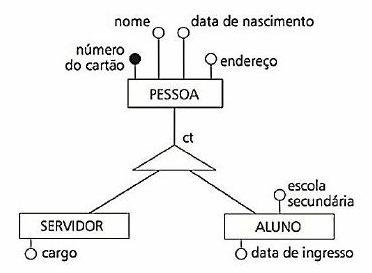 nome
data de nascimento
número
do cartão
endereço
PESSOA
ct
escola
secundária
SERVIDOR
ALUNO
cargo
data de ingresso